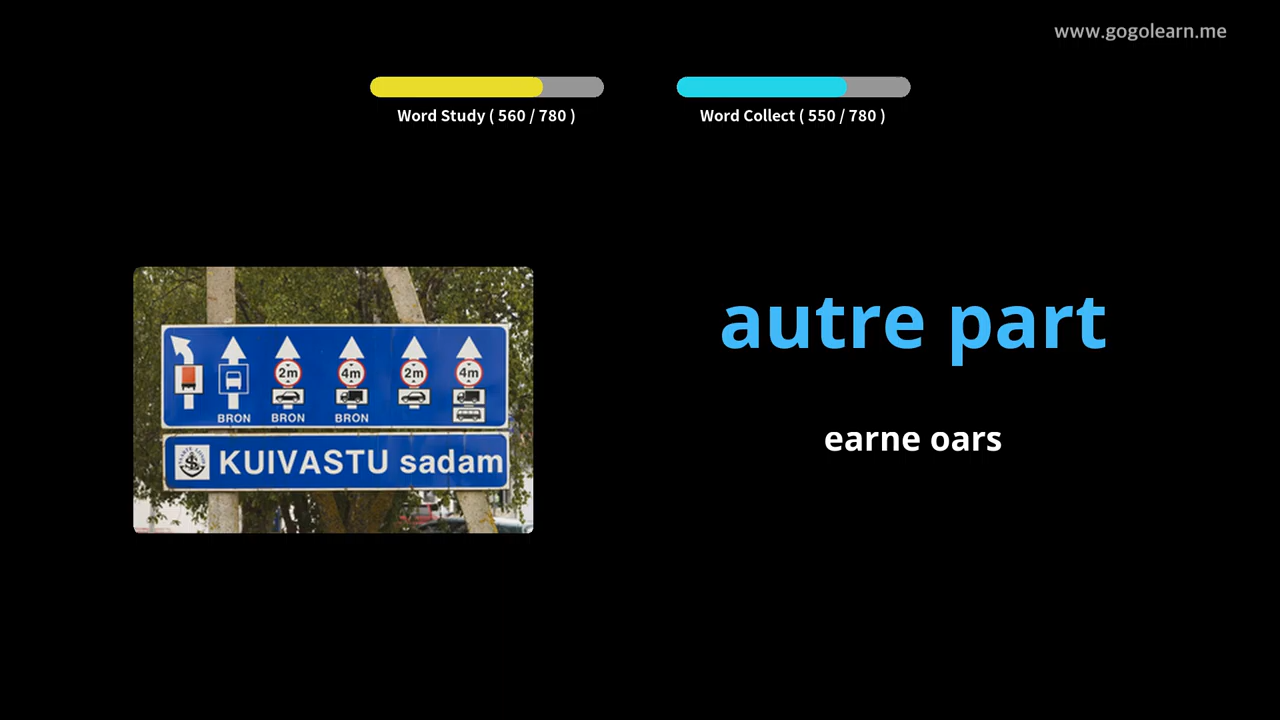 www.gogolearn.me
Word Study ( 560 / 780 )
Word Collect ( 550 / 780 )
autre part
earne oars
2m 4m 2m 4m
BRON BRON BRON
KUIVASTU sadam